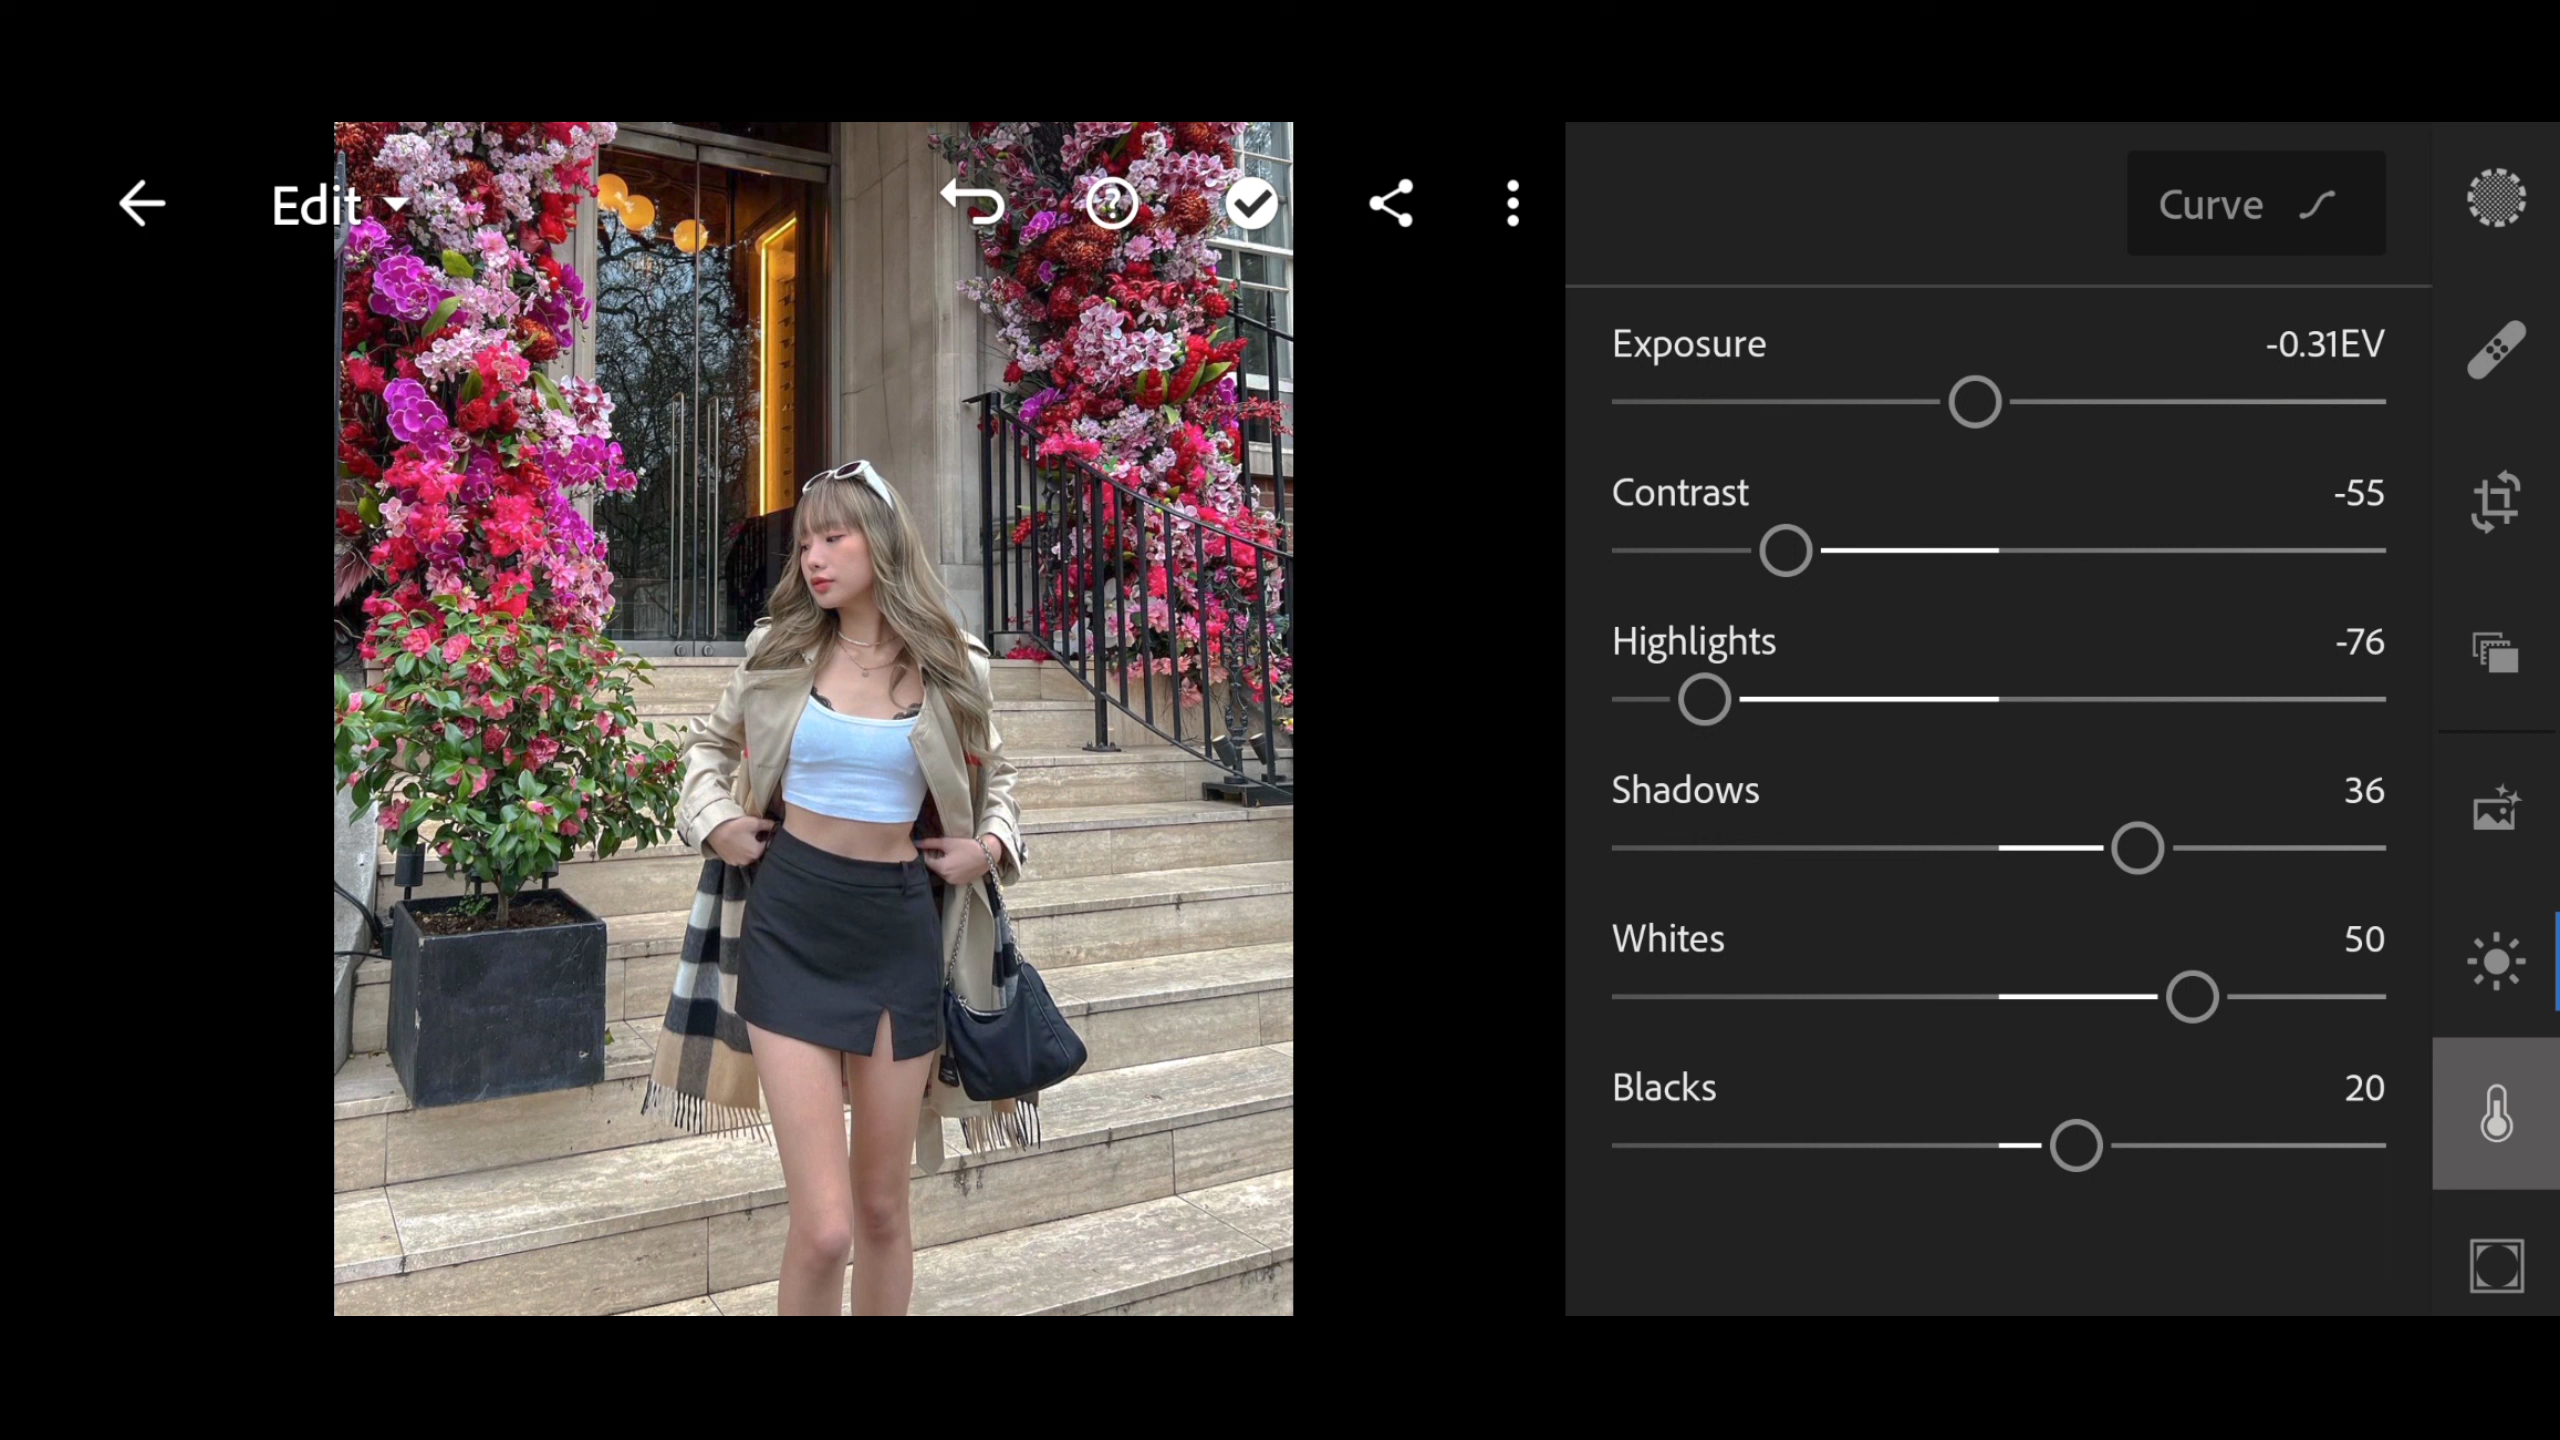 Edit
Curve
Exposure -0.31EV
Contrast -55
Highlights -76
Shadows 36
Whites 50
Blacks 20